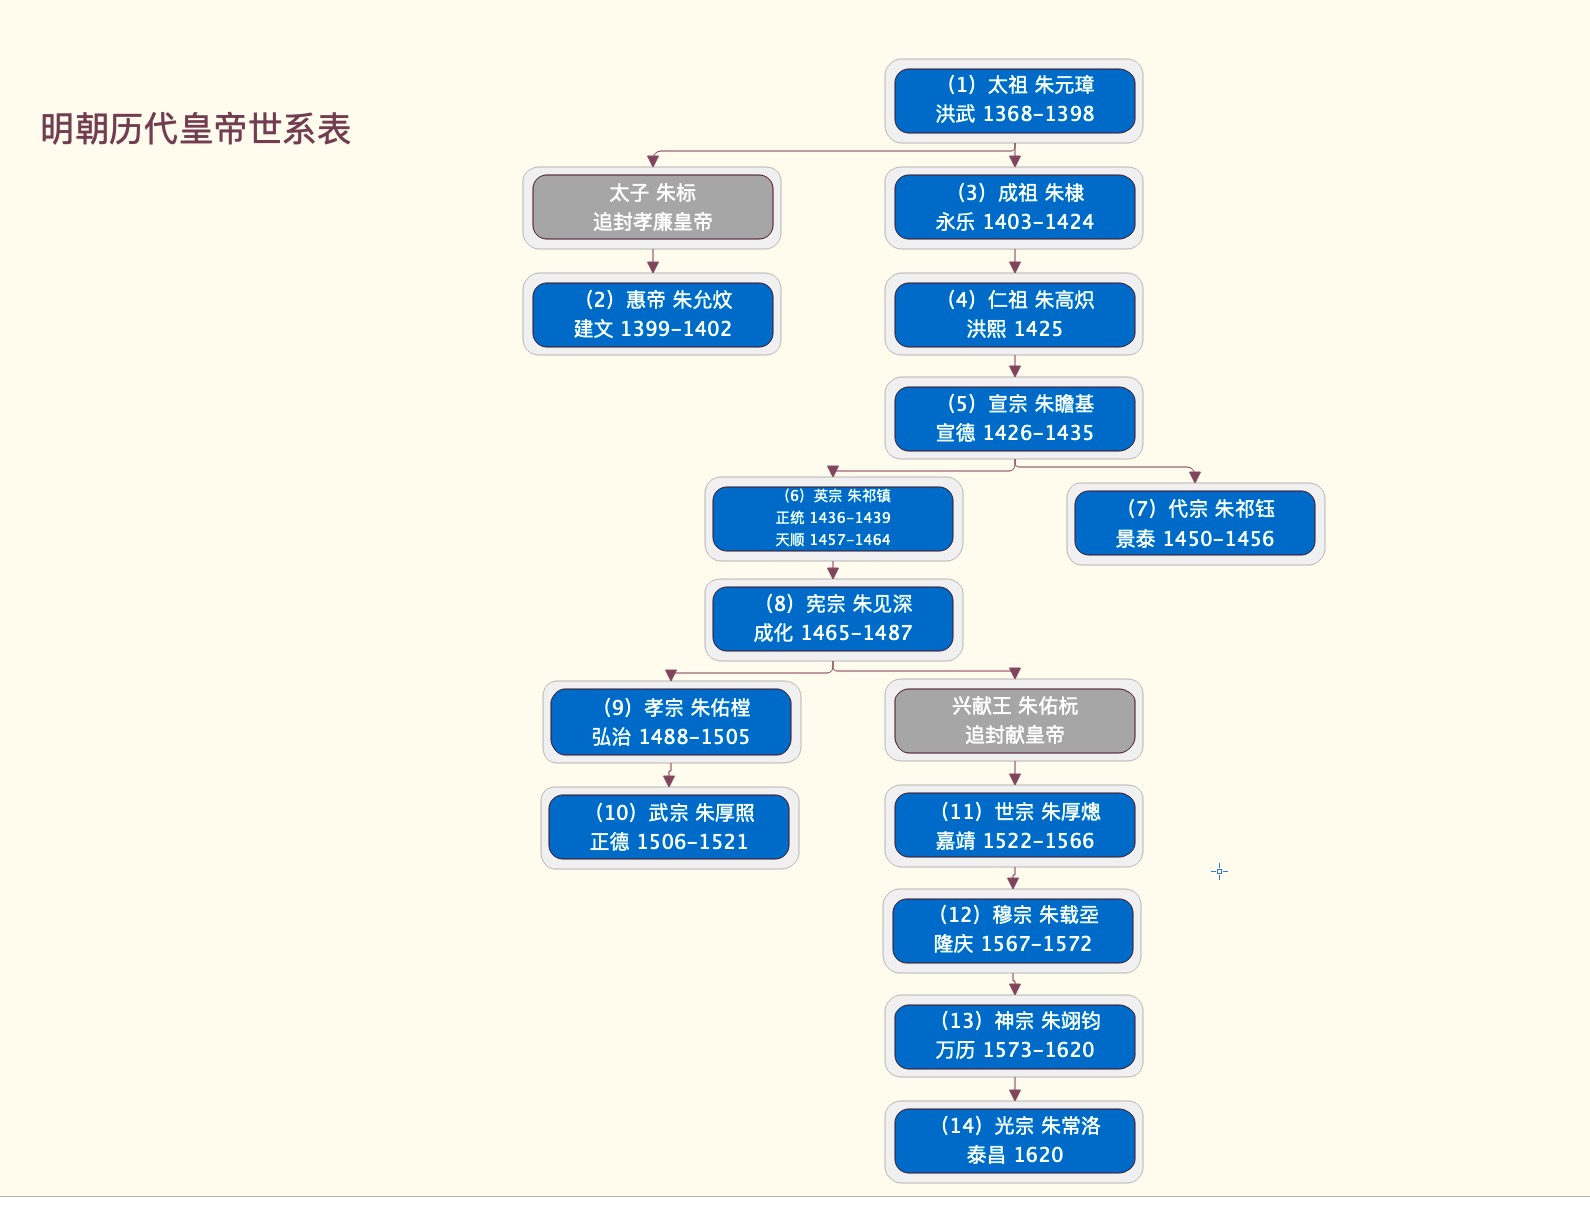 明朝历代皇帝世系表
（1）太祖 朱元璋
洪武 1368-1398
太子 朱标
追封孝廉皇帝
（3）成祖 朱棣
永乐 1403-1424
（2）惠帝 朱允炆
建文 1399-1402
（4）仁祖 朱高炽
洪熙 1425
（5）宣宗 朱瞻基
宣德 1426-1435
（6）英宗 朱祁镇
正统 1436-1439
天顺 1457-1464
（7）代宗 朱祁钰
景泰 1450-1456
（8）宪宗 朱见深
成化 1465-1487
（9）孝宗 朱佑樘
弘治 1488-1505
兴献王 朱佑杬
追封献皇帝
（10）武宗 朱厚照
正德 1506-1521
（11）世宗 朱厚熜
嘉靖 1522-1566
（12）穆宗 朱载坖
隆庆 1567-1572
（13）神宗 朱翊钧
万历 1573-1620
（14）光宗 朱常洛
泰昌 1620